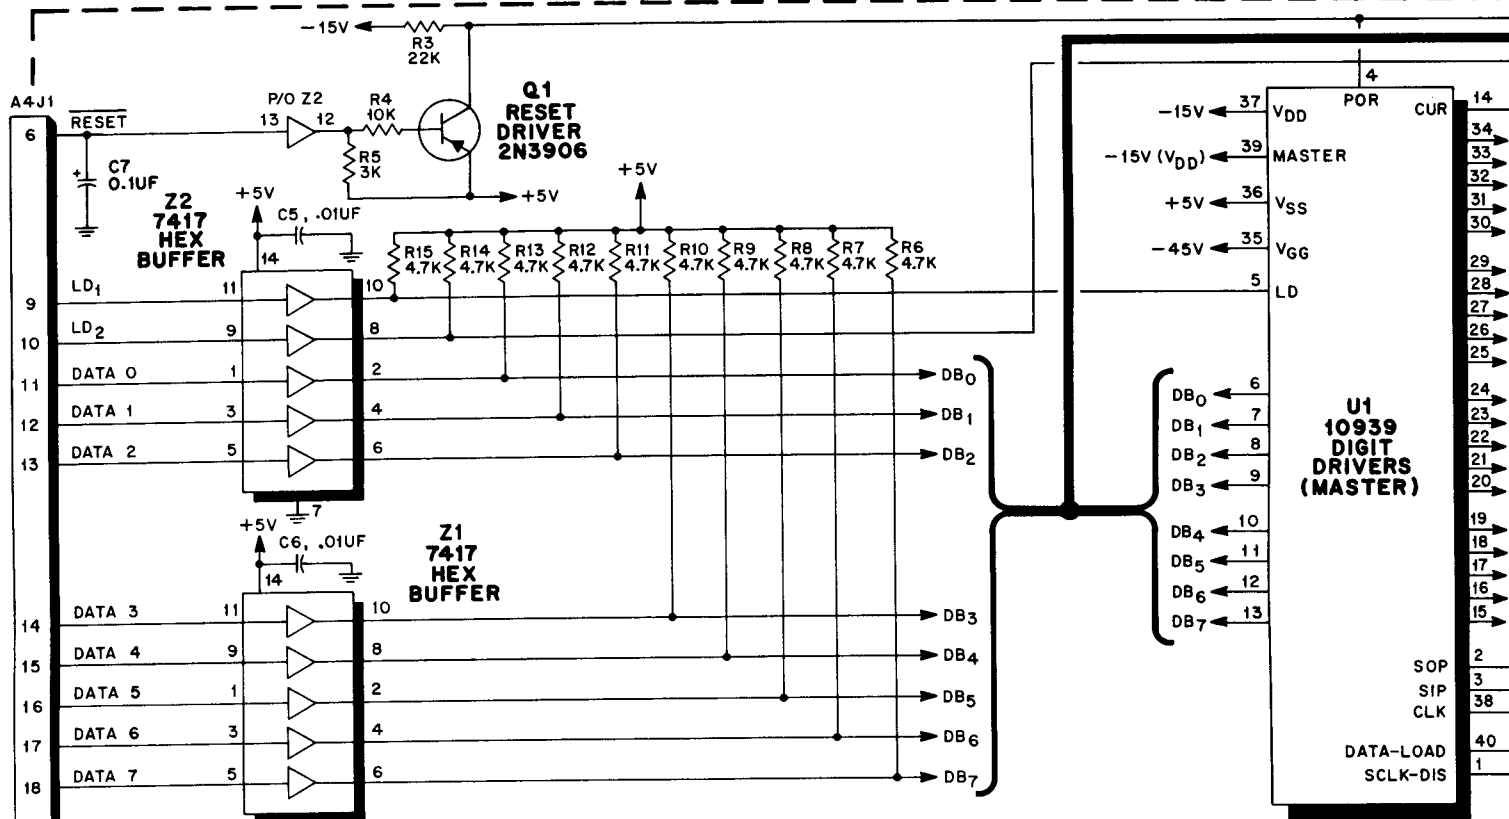 -15V
R3
22K
A4J1
6
RESET
P/O Z2
13
12
R4
10K
R5
3K
Q1
RESET
DRIVER
2N3906
+5V
+
C7
0.1UF
Z2
7417
HEX
BUFFER
+5V
C5, .01UF
14
+5V
R15
4.7K
R14
4.7K
R13
4.7K
R12
4.7K
R11
4.7K
R10
4.7K
R9
4.7K
R8
4.7K
R7
4.7K
R6
4.7K
9
LD1
11
10
10
LD2
9
8
11
DATA 0
1
2
DB0
12
DATA 1
3
4
DB1
13
DATA 2
5
6
DB2
7
+5V
C6, .01UF
14
Z1
7417
HEX
BUFFER
14
DATA 3
11
10
DB3
15
DATA 4
9
8
DB4
16
DATA 5
1
2
DB5
17
DATA 6
3
4
DB6
18
DATA 7
5
6
DB7
4
POR
-15V
37
VDD
-15V (VDD)
39
MASTER
+5V
36
VSS
-45V
35
VGG
5
LD
DB0
6
DB1
7
DB2
8
DB3
9
DB4
10
DB5
11
DB6
12
DB7
13
U1
10939
DIGIT
DRIVERS
(MASTER)
CUR
14
34
33
32
31
30
29
28
27
26
25
24
23
22
21
20
19
18
17
16
15
SOP
2
SIP
3
CLK
38
DATA-LOAD
40
SCLK-DIS
1